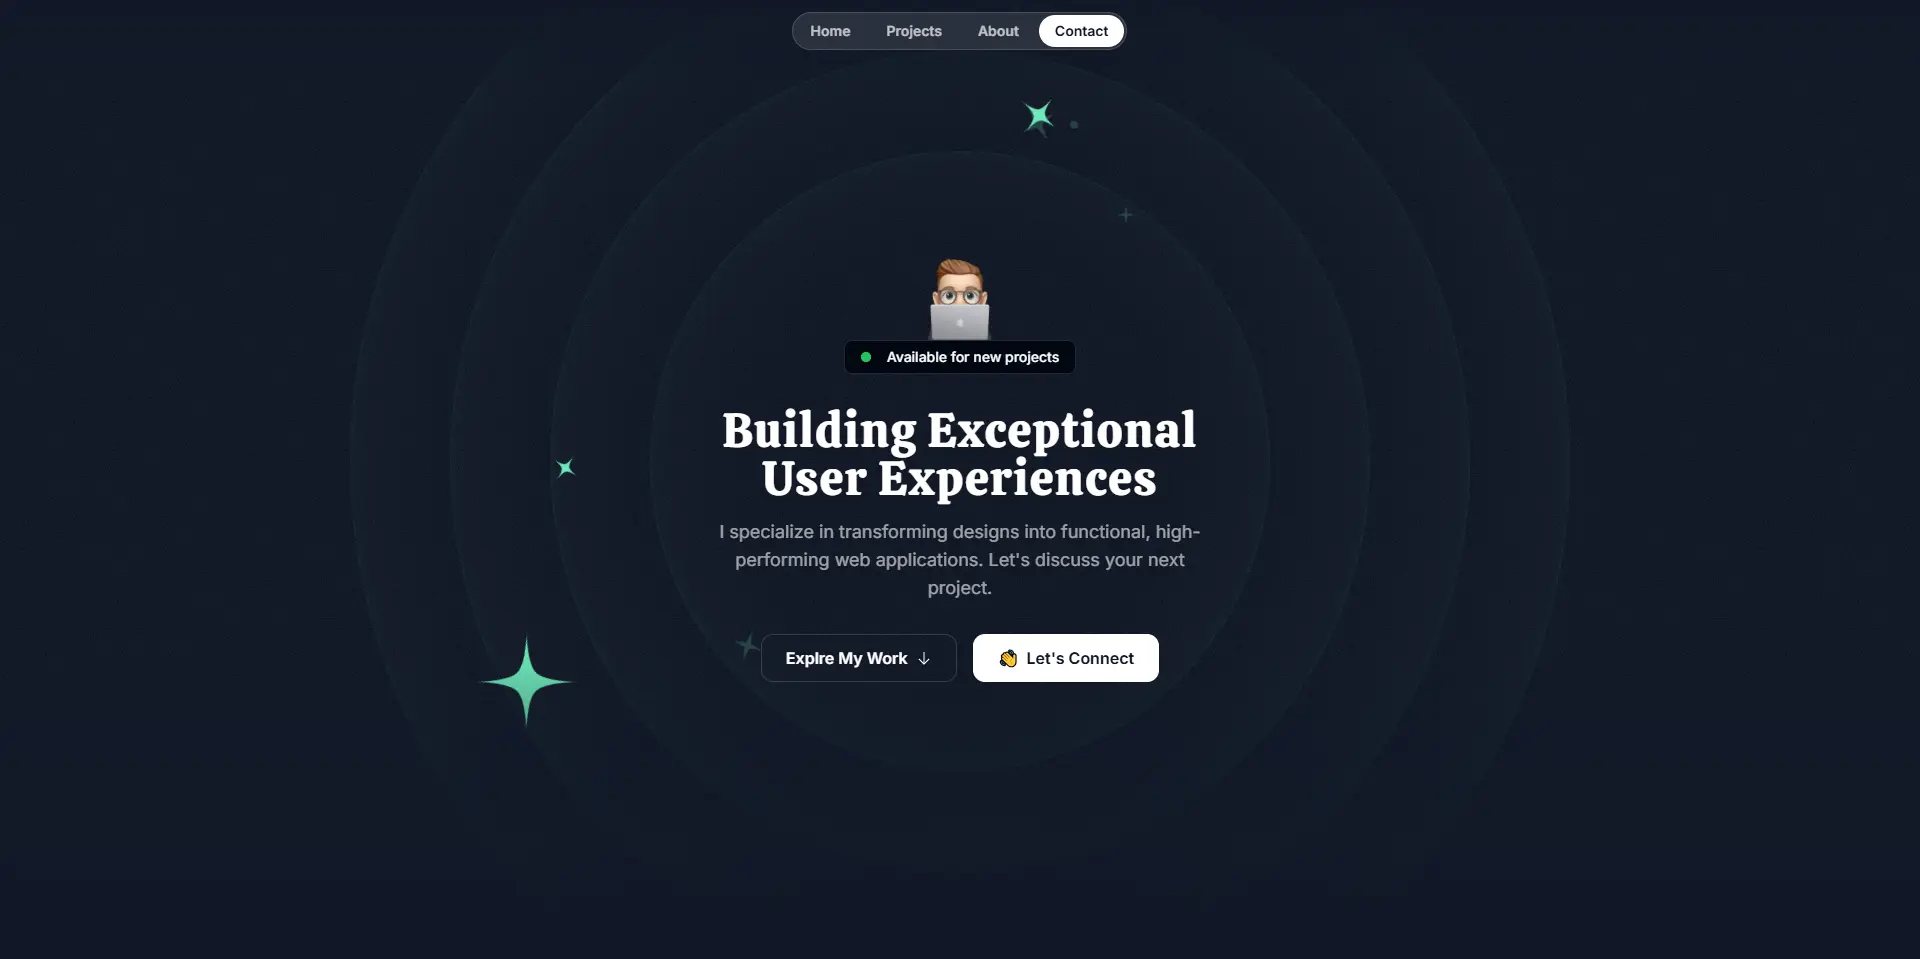 Home Projects About Contact
Available for new projects
Building Exceptional
User Experiences
I specialize in transforming designs into functional, high-
performing web applications. Let's discuss your next
project.
Explre My Work ↓ 👋 Let's Connect